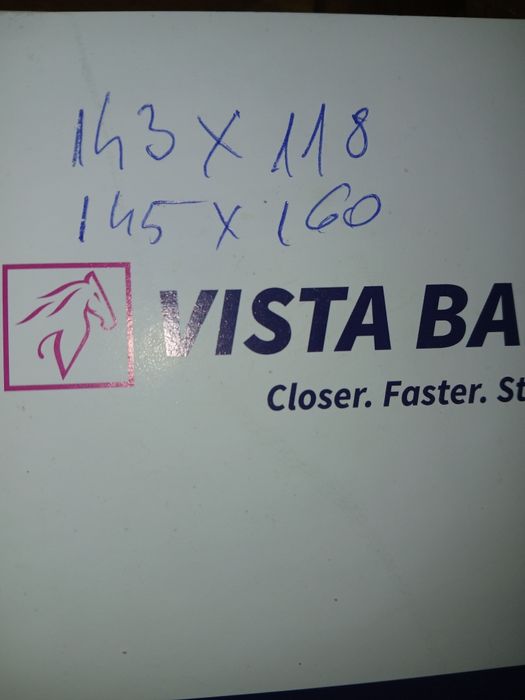 143 x 118
145 x 160
VISTA BA
Closer. Faster. St